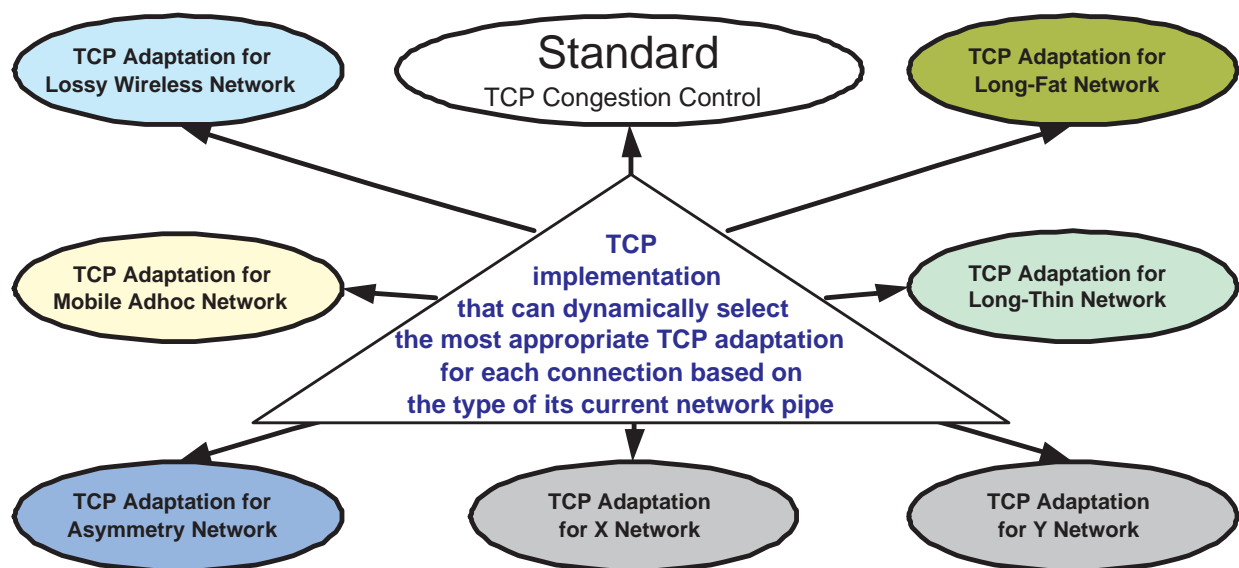 TCP Adaptation for
Lossy Wireless Network
Standard
TCP Congestion Control
TCP Adaptation for
Long-Fat Network
TCP Adaptation for
Mobile Adhoc Network
TCP
implementation
that can dynamically select
the most appropriate TCP adaptation
for each connection based on
the type of its current network pipe
TCP Adaptation for
Long-Thin Network
TCP Adaptation for
Asymmetry Network
TCP Adaptation
for X Network
TCP Adaptation
for Y Network